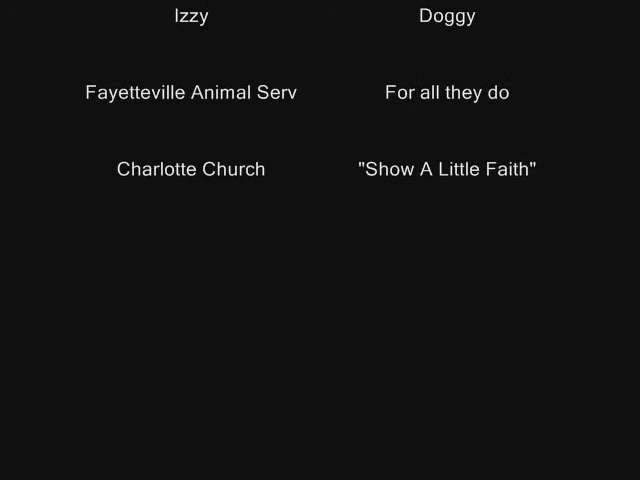 Izzy Doggy
Fayetteville Animal Serv For all they do
Charlotte Church "Show A Little Faith"